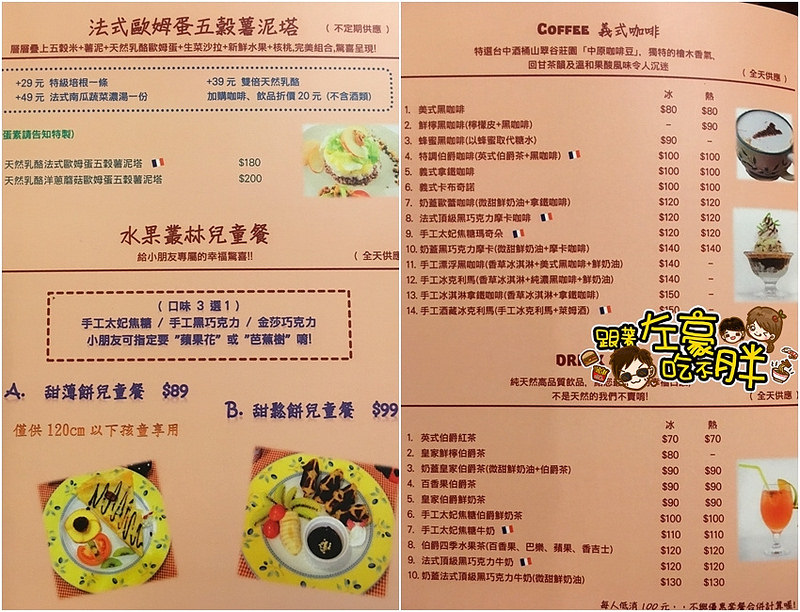 法式歐姆蛋五穀薯泥塔 ( 不定期供應 )
層層疊上五穀米+薯泥+天然乳酪歐姆蛋+生菜沙拉+新鮮水果+核桃,完美組合,驚喜呈現!
+29 元 特級培根一條 +39 元 雙倍天然乳酪
+49 元 法式南瓜蔬菜濃湯一份 加購咖啡、飲品折價 20 元 (不含酒類)
蛋素請告知特製)
天然乳酪法式歐姆蛋五穀薯泥塔 $180
天然乳酪洋蔥蘑菇歐姆蛋五穀薯泥塔 $200
水果叢林兒童餐
給小朋友專屬的幸福驚喜!! ( 全天供
( 口味 3 選 1 )
手工太妃焦糖 / 手工黑巧克力 / 金莎巧克力
小朋友可指定要 "蘋果花" 或 "芭蕉樹" 唷!
A. 甜薄餅兒童餐 $89
B. 甜鬆餅兒童餐 $99
僅供 120cm 以下孩童享用
COFFEE 義式咖啡
特選台中酒桶山翠谷莊園「中原咖啡豆」、獨特的檜木香氣、
回甘茶韻及溫和果酸風味令人沉迷
( 全天供應 )
冰 熱
1. 美式黑咖啡 $80 $80
2. 鮮檸黑咖啡(檸檬皮+黑咖啡) – $90
3. 蜂蜜黑咖啡(以蜂蜜取代糖水) $90 –
4. 特調伯爵咖啡(英式伯爵茶+黑咖啡) $100 $100
5. 義式拿鐵咖啡 $100 $100
6. 義式卡布奇諾 $100 $100
7. 奶蓋歐蕾咖啡(微甜鮮奶油+拿鐵咖啡) $120 $120
8. 法式頂級黑巧克力摩卡咖啡 $120 $120
9. 手工太妃焦糖瑪奇朵 $120 $120
10. 奶蓋黑巧克力摩卡(微甜鮮奶油+摩卡咖啡) $140 $140
11. 手工漂浮黑咖啡(香草冰淇淋+美式黑咖啡+鮮奶油) $140 –
12. 手工冰克利馬(香草冰淇淋+純濃黑咖啡+鮮奶油) $140 –
13. 手工冰淇淋拿鐵咖啡(香草冰淇淋+拿鐵咖啡) $150 –
14. 手工酒藏冰克利馬(手工冰克利馬+萊姆酒) $150
跟著左豪吃不胖
純天然高品質飲品,
不是天然的我們不賣唷!
( 全天供應
冰 熱
1. 英式伯爵紅茶 $70 $70
2. 皇家鮮檸伯爵茶 $80 –
3. 奶蓋皇家伯爵茶(微甜鮮奶油+伯爵茶) $90 $90
4. 百香果伯爵茶 $90 $90
5. 皇家伯爵鮮奶茶 $90 $90
6. 手工太妃焦糖伯爵鮮奶茶 $100 $100
7. 手工太妃焦糖牛奶 $110 $110
8. 伯爵四季水果茶(百香果、巴樂、蘋果、香吉士) $120 $120
9. 法式頂級黑巧克力牛奶 $120 $120
10. 奶蓋法式頂級黑巧克力牛奶(微甜鮮奶油) $130 $130
每人低消 100 元